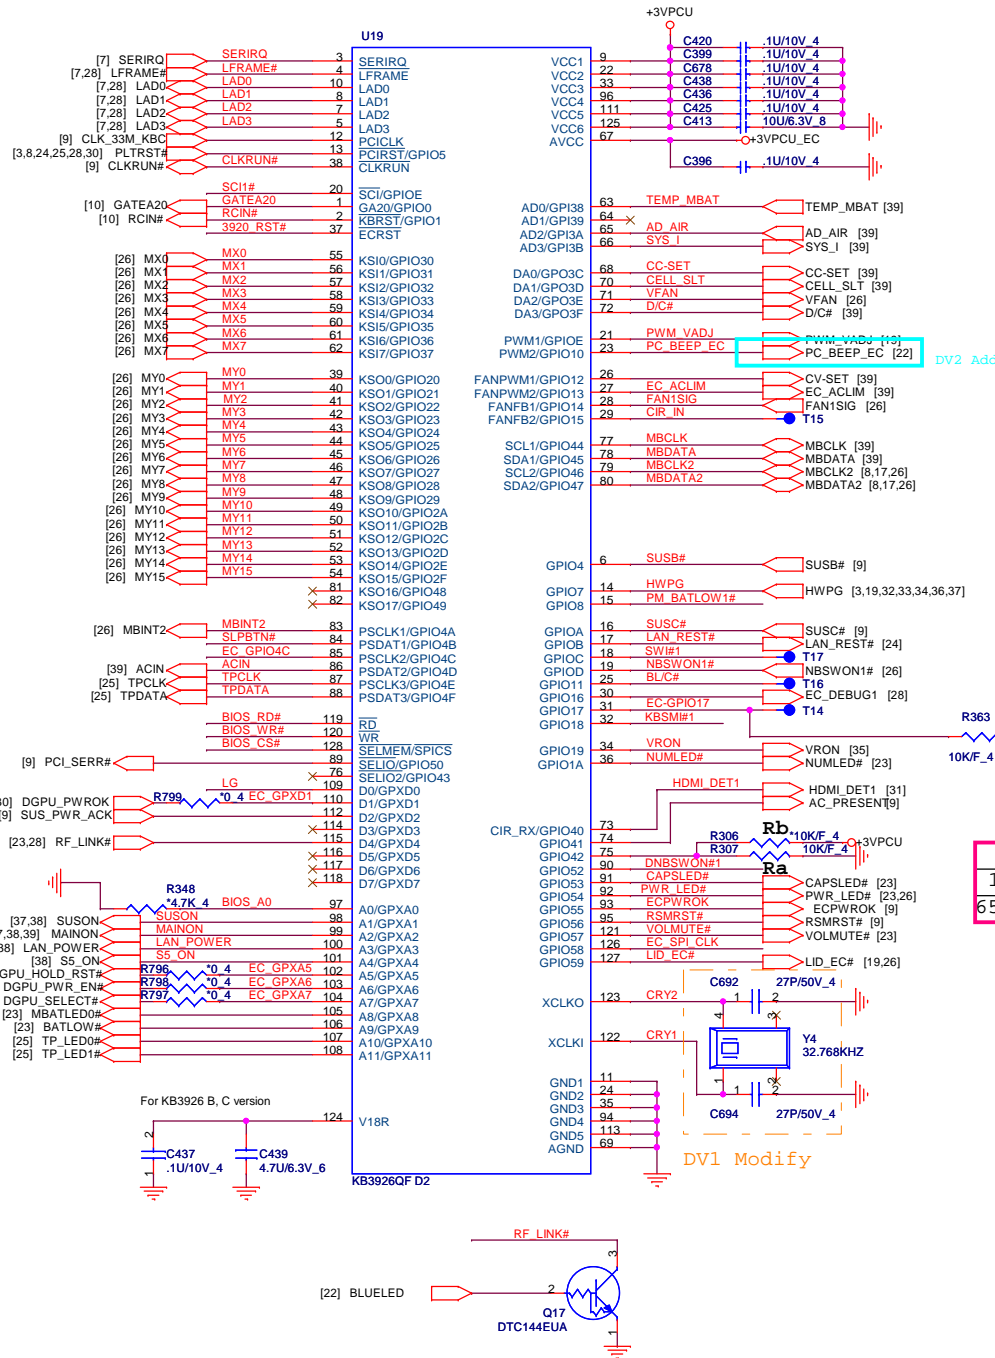 +3VPCU
U19
[7] SERIRQ SERIRQ 3 SERIRQ
[7,28] LFRAME# LFRAME# 4 LFRAME
[7,28] LAD0 LAD0 10 LAD0
[7,28] LAD1 LAD1 8 LAD1
[7,28] LAD2 LAD2 7 LAD2
[7,28] LAD3 LAD3 5 LAD3
[9] CLK_33M_KBC 12 PCICLK
[3,8,24,25,28,30] PLTRST# 13 PCIRST/GPIO5
[9] CLKRUN# CLKRUN# 38 CLKRUN
VCC1 9 C420 .1U/10V_4
VCC2 22 C399 .1U/10V_4
VCC3 33 C678 .1U/10V_4
VCC4 96 C438 .1U/10V_4
VCC5 111 C436 .1U/10V_4
VCC6 125 C425 .1U/10V_4
C413 10U/6.3V_8
AVCC 67 +3VPCU_EC
C396 .1U/10V_4
SCI1# 20 SCI/GPIOE
[10] GATEA20 GATEA20 1 GA20/GPIO0
[10] RCIN# RCIN# 2 KBRST/GPIO1
3920_RST# 37 ECRST
AD0/GPI38 63 TEMP_MBAT TEMP_MBAT [39]
AD1/GPI39 64
AD2/GPI3A 65 AD_AIR AD_AIR [39]
AD3/GPI3B 66 SYS_I SYS_I [39]
[26] MX0 MX0 55 KSI0/GPIO30
[26] MX1 MX1 56 KSI1/GPIO31
[26] MX2 MX2 57 KSI2/GPIO32
[26] MX3 MX3 58 KSI3/GPIO33
[26] MX4 MX4 59 KSI4/GPIO34
[26] MX5 MX5 60 KSI5/GPIO35
[26] MX6 MX6 61 KSI6/GPIO36
[26] MX7 MX7 62 KSI7/GPIO37
DA0/GPO3C 68 CC-SET CC-SET [39]
DA1/GPO3D 70 CELL_SLT CELL_SLT [39]
DA2/GPO3E 71 VFAN VFAN [26]
DA3/GPO3F 72 D/C# D/C# [39]
PWM1/GPIOE 21 PWM_VADJ PWM_VADJ
PWM2/GPIO10 23 PC_BEEP_EC PC_BEEP_EC [22]
DV2 Add
[26] MY0 MY0 39 KSO0/GPIO20
[26] MY1 MY1 40 KSO1/GPIO21
[26] MY2 MY2 41 KSO2/GPIO22
[26] MY3 MY3 42 KSO3/GPIO23
[26] MY4 MY4 43 KSO4/GPIO24
[26] MY5 MY5 44 KSO5/GPIO25
[26] MY6 MY6 45 KSO6/GPIO26
[26] MY7 MY7 46 KSO7/GPIO27
[26] MY8 MY8 47 KSO8/GPIO28
[26] MY9 MY9 48 KSO9/GPIO29
[26] MY10 MY10 49 KSO10/GPIO2A
[26] MY11 MY11 50 KSO11/GPIO2B
[26] MY12 MY12 51 KSO12/GPIO2C
[26] MY13 MY13 52 KSO13/GPIO2D
[26] MY14 MY14 53 KSO14/GPIO2E
[26] MY15 MY15 54 KSO15/GPIO2F
81 KSO16/GPIO48
82 KSO17/GPIO49
FANPWM1/GPIO12 26 CV-SET [39]
FANPWM2/GPIO13 27 EC_ACLIM EC_ACLIM [39]
FANFB1/GPIO14 28 FAN1SIG FAN1SIG [26]
FANFB2/GPIO15 29 CIR_IN T15
SCL1/GPIO44 77 MBCLK MBCLK [39]
SDA1/GPIO45 78 MBDATA MBDATA [39]
SCL2/GPIO46 79 MBCLK2 MBCLK2 [8,17,26]
SDA2/GPIO47 80 MBDATA2 MBDATA2 [8,17,26]
GPIO4 6 SUSB# SUSB# [9]
GPIO7 14 HWPG HWPG [3,19,32,33,34,36,37]
GPIO8 15 PM_BATLOW1#
[26] MBINT2 MBINT2 83 PSCLK1/GPIO4A
SLPBTN# 84 PSDAT1/GPIO4B
EC_GPIO4C 85 PSCLK2/GPIO4C
[39] ACIN ACIN 86 PSDAT2/GPIO4D
[25] TPCLK TPCLK 87 PSCLK3/GPIO4E
[25] TPDATA TPDATA 88 PSDAT3/GPIO4F
GPIOA 16 SUSC# SUSC# [9]
GPIOB 17 LAN_REST# LAN_REST# [24]
GPIOC 18 SWI#1 T17
GPIOD 19 NBSWON1# NBSWON1# [26]
GPIO11 25 BL/C# T16
GPIO16 30 EC_DEBUG1 [28]
GPIO17 31 EC-GPIO17 T14
GPIO18 32 KBSMI#1
R363
10K/F_4
BIOS_RD# 119 RD
BIOS_WR# 120 WR
BIOS_CS# 128 SELMEM/SPICS
[9] PCI_SERR# 89 SELIO/GPIO50
76 SELIO2/GPIO43
GPIO19 34 VRON VRON [35]
GPIO1A 36 NUMLED# NUMLED# [23]
LG 109 D0/GPXD0
30] DGPU_PWROK R799 *0_4 EC_GPXD1 110 D1/GPXD1
[9] SUS_PWR_ACK 112 D2/GPXD2
114 D3/GPXD3
[23,28] RF_LINK# 115 D4/GPXD4
116 D5/GPXD5
117 D6/GPXD6
118 D7/GPXD7
HDMI_DET1 HDMI_DET1 [31]
AC_PRESENT[9]
CIR_RX/GPIO40 73
GPIO41 74 R306 Rb *10K/F_4 +3VPCU
GPIO42 75 R307 Ra 10K/F_4
GPIO52 90 DNBSWON#1
GPIO53 91 CAPSLED# CAPSLED# [23]
GPIO54 92 PWR_LED# PWR_LED# [23,26]
GPIO55 93 ECPWROK ECPWROK [9]
GPIO56 95 RSMRST# RSMRST# [9]
GPIO57 121 VOLMUTE# VOLMUTE# [23]
GPIO58 126 EC_SPI_CLK
GPIO59 127 LID_EC# LID_EC# [19,26]
1
65
R348 *4.7K_4 BIOS_A0 97 A0/GPXA0
[37,38] SUSON SUSON 98 A1/GPXA1
7,38,39] MAINON MAINON 99 A2/GPXA2
38] LAN_POWER LAN_POWER 100 A3/GPXA3
[38] S5_ON S5_ON 101 A4/GPXA4
GPU_HOLD_RST# R796 *0_4 EC_GPXA5 102 A5/GPXA5
DGPU_PWR_EN# R798 *0_4 EC_GPXA6 103 A6/GPXA6
DGPU_SELECT# R797 *0_4 EC_GPXA7 104 A7/GPXA7
[23] MBATLED0# 105 A8/GPXA8
[23] BATLOW# 106 A9/GPXA9
[25] TP_LED0# 107 A10/GPXA10
[25] TP_LED1# 108 A11/GPXA11
XCLKO 123 CRY2 C692 1 2 27P/50V_4
4 3
Y4
32.768KHZ
XCLKI 122 CRY1
1 2
C694 1 2 27P/50V_4
DV1 Modify
GND1 11
GND2 24
GND3 35
GND4 94
GND5 113
AGND 69
For KB3926 B, C version
124 V18R
2 1 C437 .1U/10V_4
C439 4.7U/6.3V_6
KB3926QF D2
RF_LINK#
3
[22] BLUELED 2
Q17
DTC144EUA
1